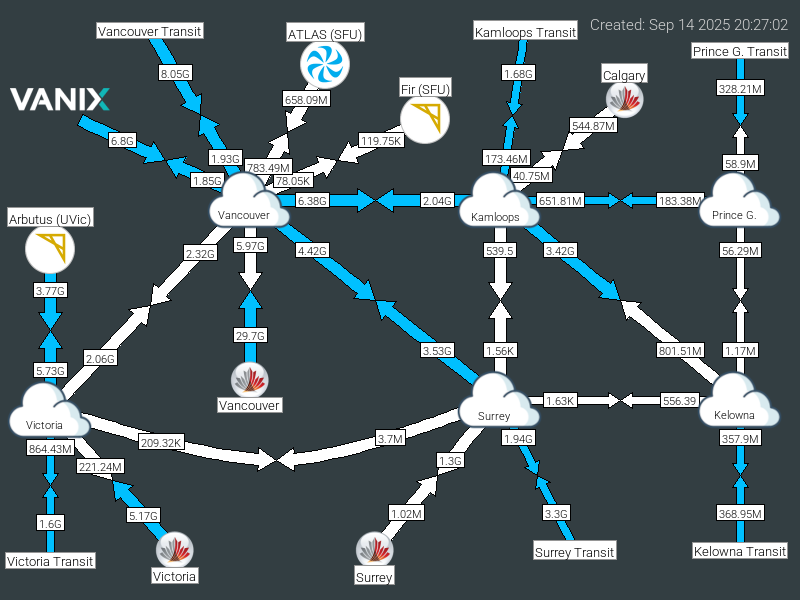 Created: Sep 14 2025 20:27:02
Vancouver Transit
ATLAS (SFU)
Kamloops Transit
Prince G. Transit
8.05G
658.09M
Fir (SFU)
1.68G
Calgary
328.21M
VANIX
6.8G
119.75K
544.87M
1.93G
783.49M
173.46M
58.9M
1.85G
78.05K
40.75M
6.38G
2.04G
651.81M
183.38M
Vancouver
Kamloops
Prince G.
Arbutus (UVic)
2.32G
5.97G
4.42G
539.5
3.42G
56.29M
3.77G
29.7G
2.06G
3.53G
1.56K
801.51M
1.17M
5.73G
Vancouver
1.63K
556.39
Victoria
Surrey
Kelowna
864.43M
209.32K
3.7M
1.94G
357.9M
221.24M
1.3G
1.6G
5.17G
1.02M
3.3G
368.95M
Victoria Transit
Victoria
Surrey
Surrey Transit
Kelowna Transit